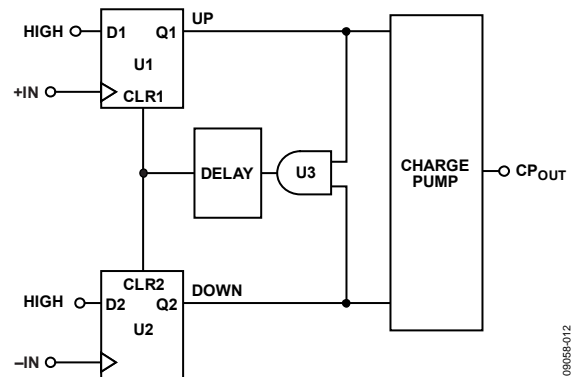 UP
HIGH D1 Q1
U1
+IN
CLR1
DELAY U3 CHARGE PUMP CP_OUT
CLR2
DOWN
HIGH D2 Q2
U2
–IN
09058-012